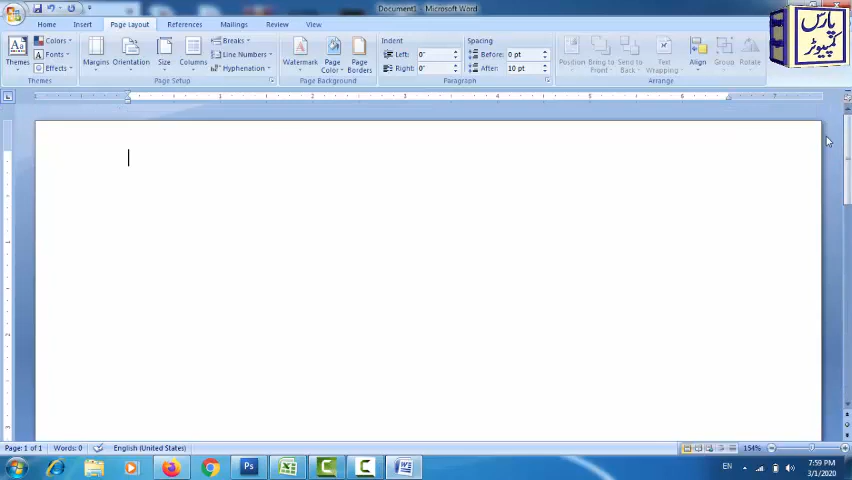 Document1 - Microsoft Word
Home Insert Page Layout References Mailings Review View
پارس کمپیوٹر
Themes Colors Fonts Effects
Margins Orientation Size Columns Breaks Line Numbers Hyphenation
Watermark Page Color Page Borders
Indent Left: 0" Right: 0"
Spacing Before: 0 pt After: 10 pt
Position Bring to Front Send to Back Text Wrapping Align Group Rotate
Themes Page Setup Page Background Paragraph Arrange
Page: 1 of 1 Words: 0 English (United States) 154%
Ps EN 7:59 PM
3/1/2020